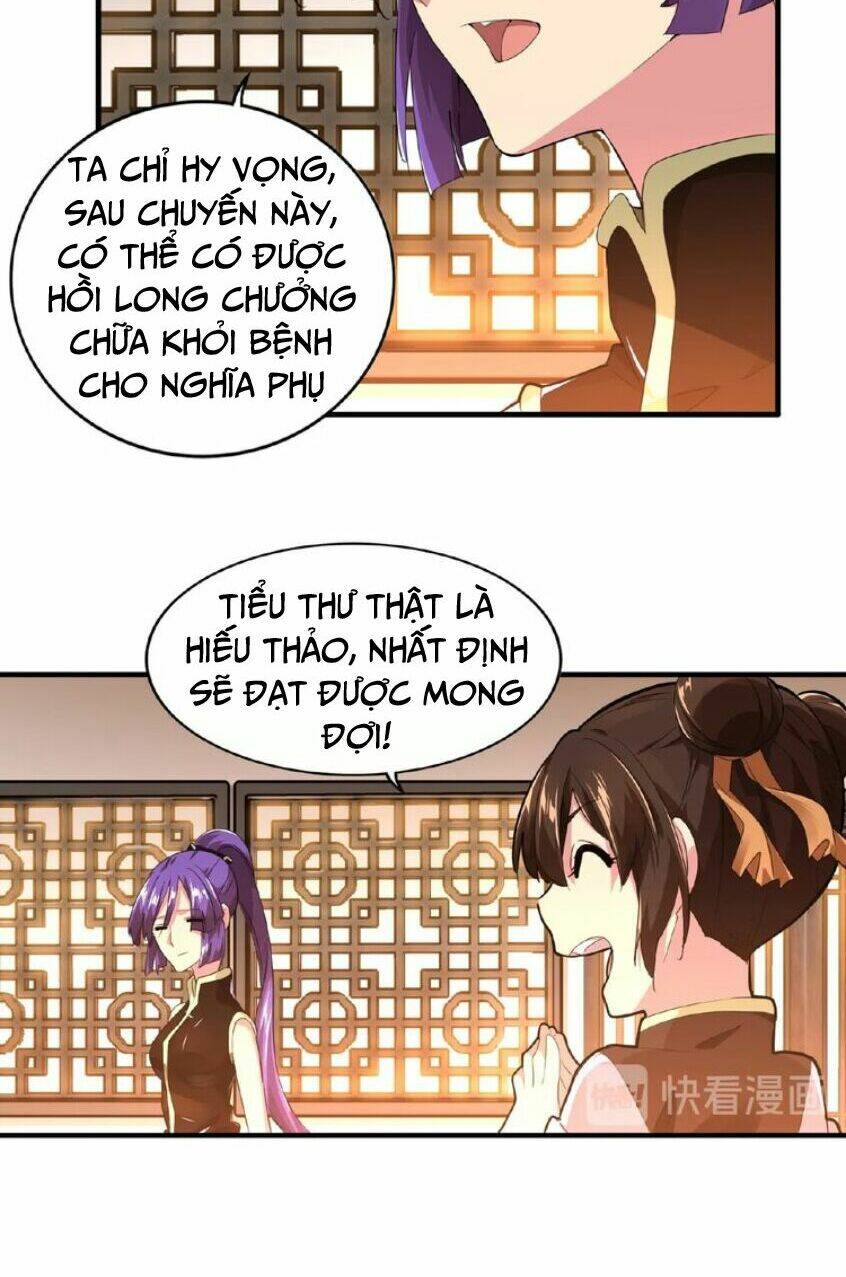 TA CHỈ HY VỌNG,
SAU CHUYẾN NÀY,
CÓ THỂ CÓ ĐƯỢC
HỒI LONG CHƯỞNG
CHỮA KHỎI BỆNH
CHO NGHĨA PHỤ
TIỂU THƯ THẬT LÀ
HIẾU THẢO, NHẤT ĐỊNH
SẼ ĐẠT ĐƯỢC MONG
ĐỢI!
快看漫画